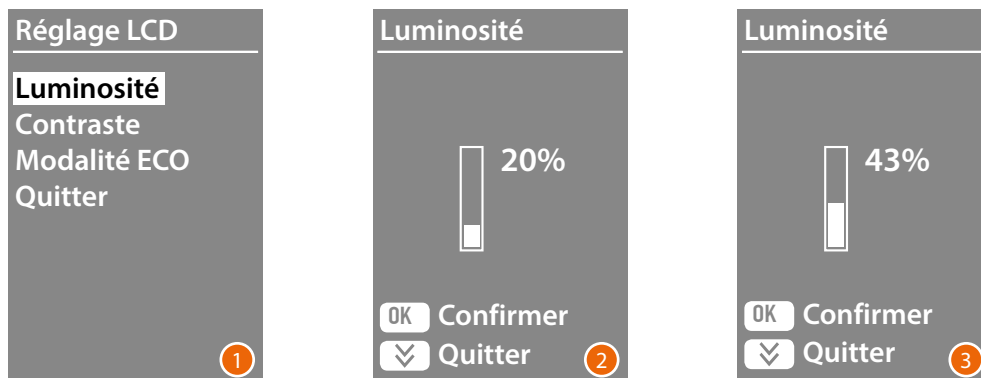 Réglage LCD
Luminosité
Contraste
Modalité ECO
Quitter
1
Luminosité
20%
OK Confirmer
Quitter
2
Luminosité
43%
OK Confirmer
Quitter
3